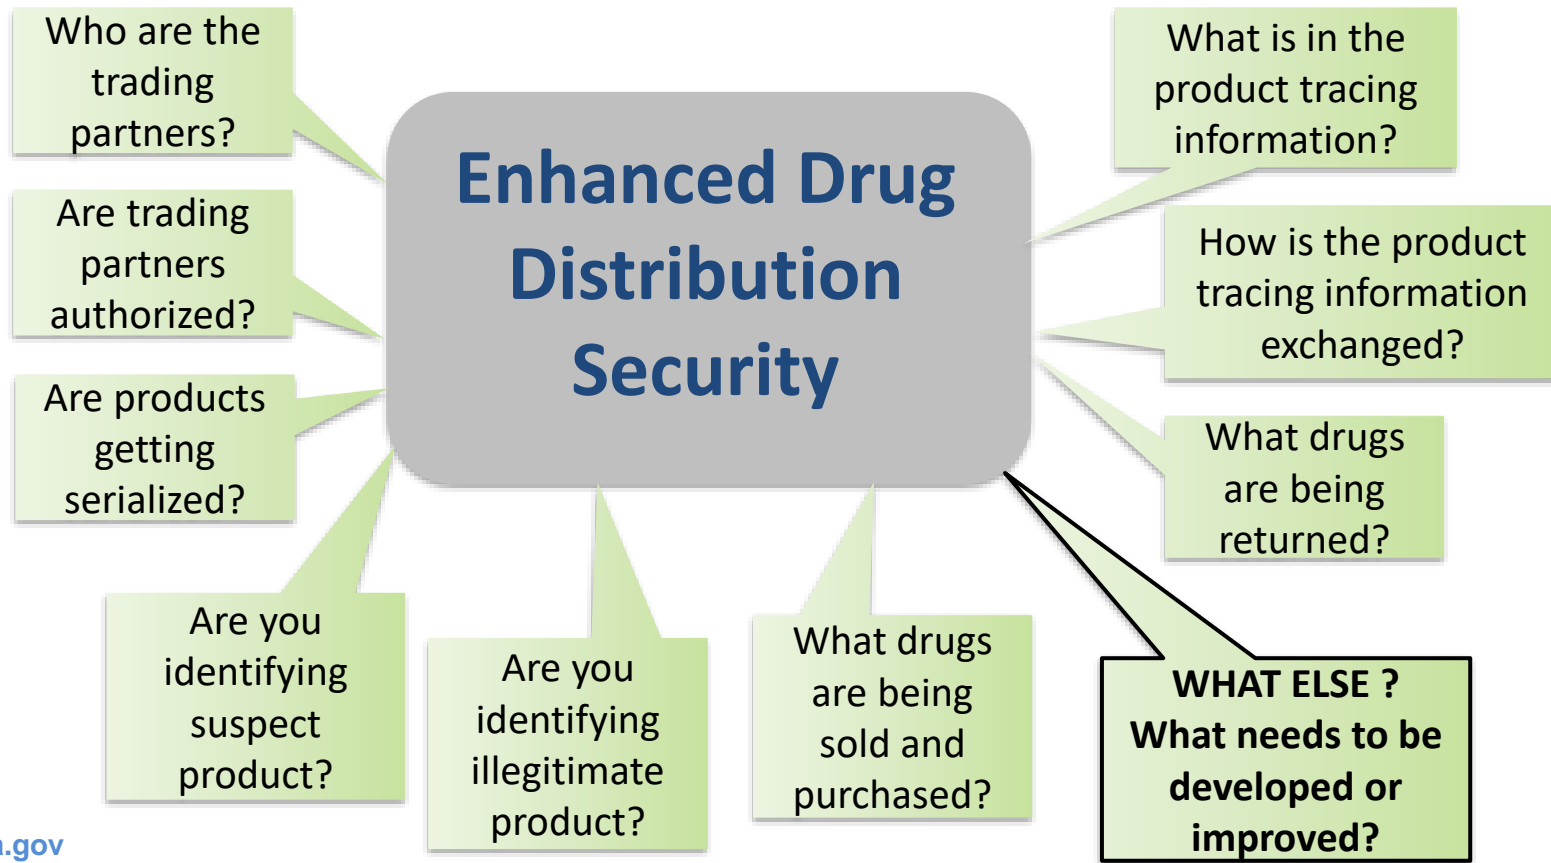 Who are the
trading
partners?
Are trading
partners
authorized?
Are products
getting
serialized?
Are you
identifying
suspect
product?
Are you
identifying
illegitimate
product?
What drugs
are being
sold and
purchased?
Enhanced Drug
Distribution
Security
What is in the
product tracing
information?
How is the product
tracing information
exchanged?
What drugs
are being
returned?
WHAT ELSE ?
What needs to be
developed or
improved?
a.gov